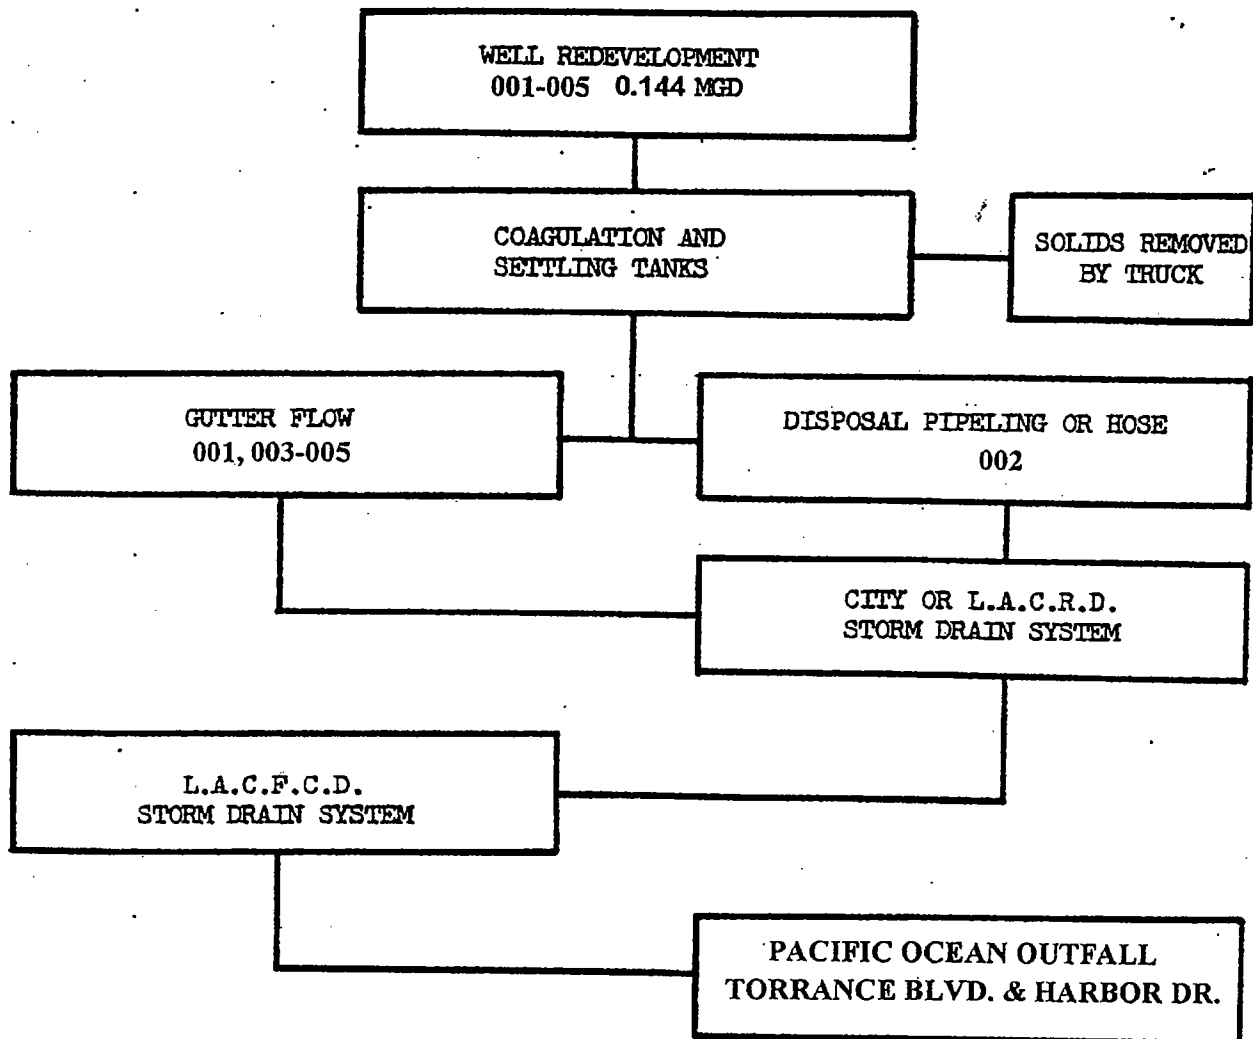 WELL REDEVELOPMENT
001-005 0.144 MGD
COAGULATION AND
SETTLING TANKS
SOLIDS REMOVED
BY TRUCK
GUTTER FLOW
001, 003-005
DISPOSAL PIPELING OR HOSE
002
CITY OR L.A.C.R.D.
STORM DRAIN SYSTEM
L.A.C.F.C.D.
STORM DRAIN SYSTEM
PACIFIC OCEAN OUTFALL
TORRANCE BLVD. & HARBOR DR.